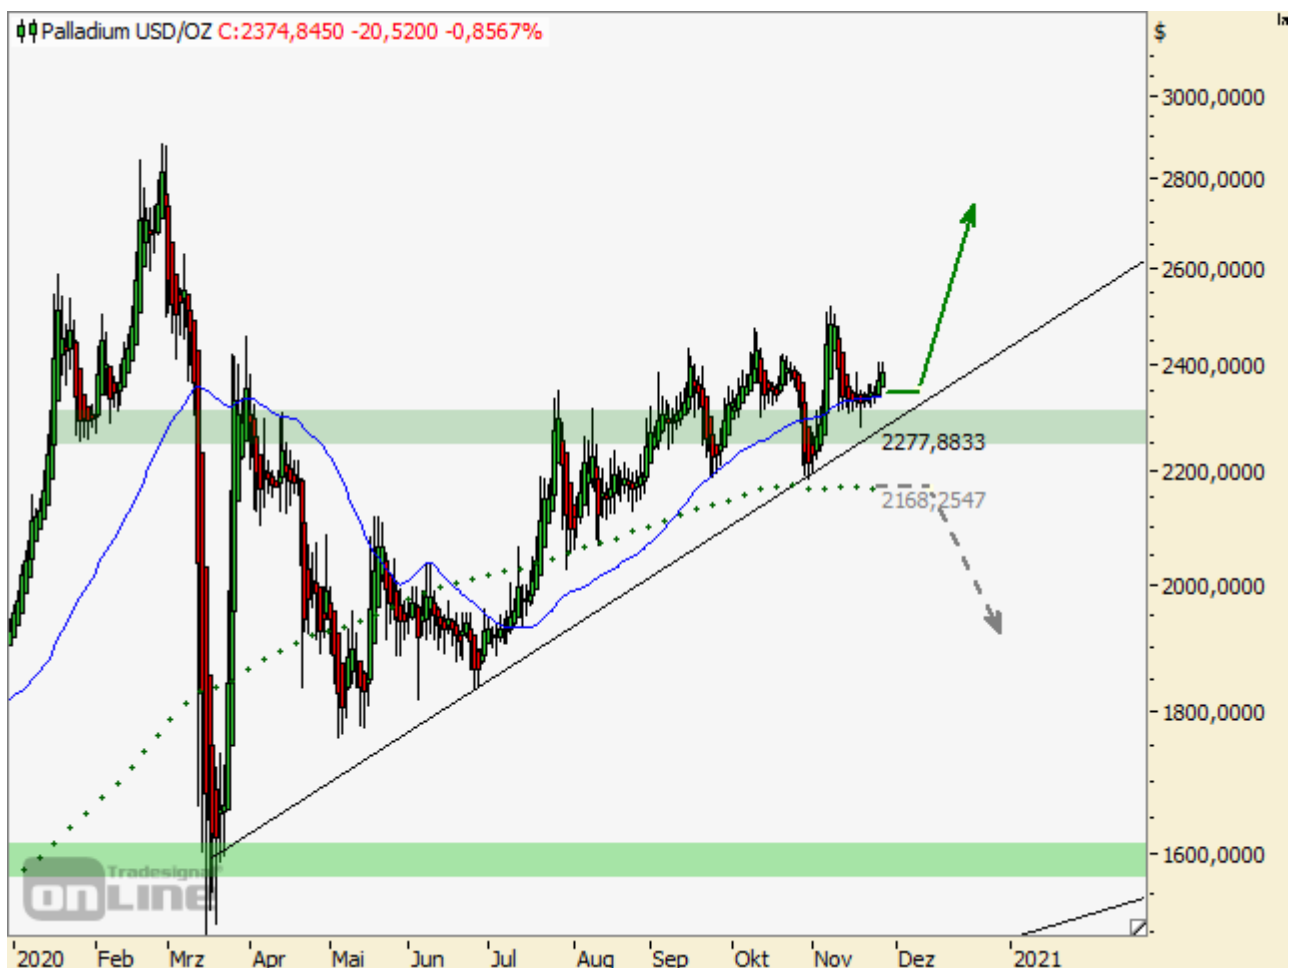 Palladium USD/OZ C:2374,8450 -20,5200 -0,8567%
$
3000,0000
2800,0000
2600,0000
2400,0000
2277,8833
2200,0000
2168,2547
2000,0000
1800,0000
1600,0000
Tradesignal®
onLINE
2020 Feb Mrz Apr Mai Jun Jul Aug Sep Okt Nov Dez 2021